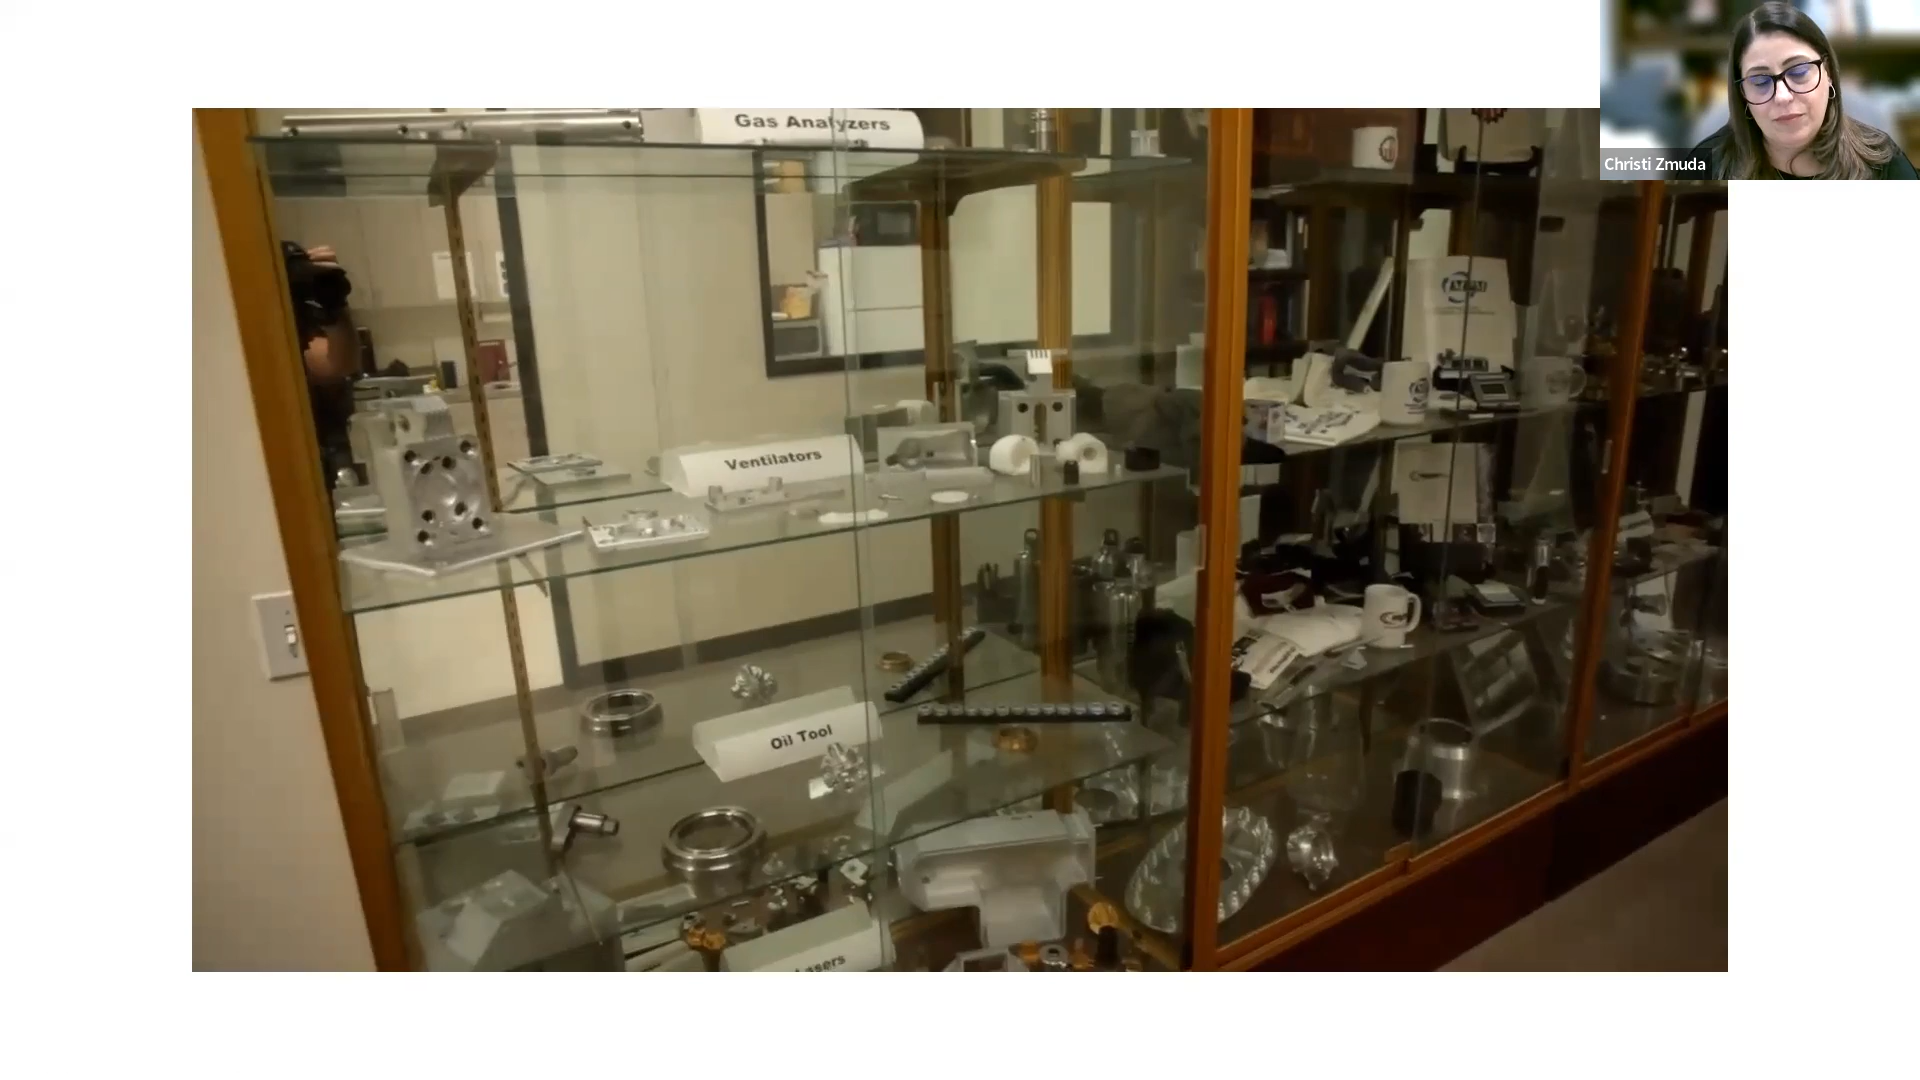 Gas Analyzers
Christi Zmuda
Ventilators
Oil Tool
Lasers